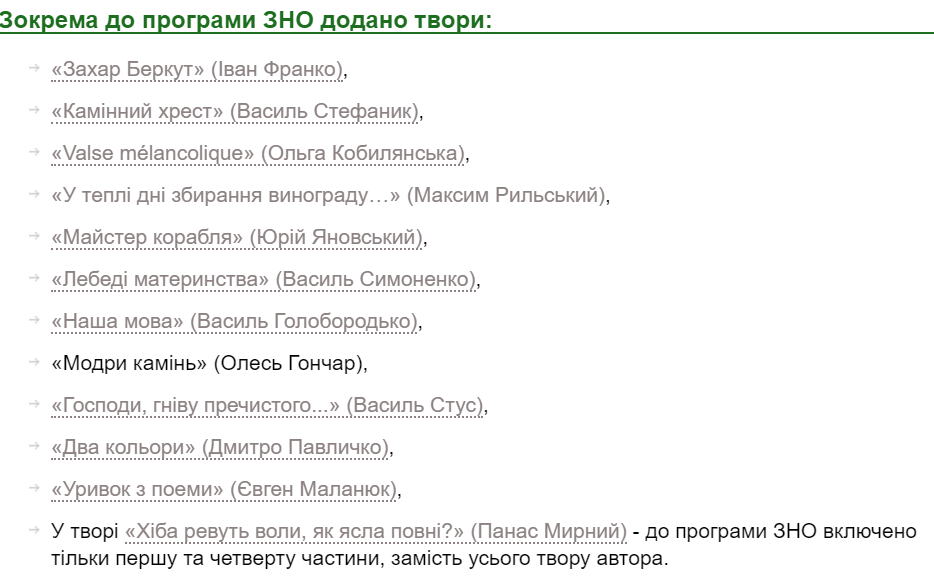 Зокрема до програми ЗНО додано твори:
«Захар Беркут» (Іван Франко),
«Камінний хрест» (Василь Стефаник),
«Valse mélancolique» (Ольга Кобилянська),
«У теплі дні збирання винограду…» (Максим Рильський),
«Майстер корабля» (Юрій Яновський),
«Лебеді материнства» (Василь Симоненко),
«Наша мова» (Василь Голобородько),
«Модри камінь» (Олесь Гончар),
«Господи, гніву пречистого...» (Василь Стус),
«Два кольори» (Дмитро Павличко),
«Уривок з поеми» (Євген Маланюк),
У творі «Хіба ревуть воли, як ясла повні?» (Панас Мирний) - до програми ЗНО включено
тільки першу та четверту частини, замість усього твору автора.